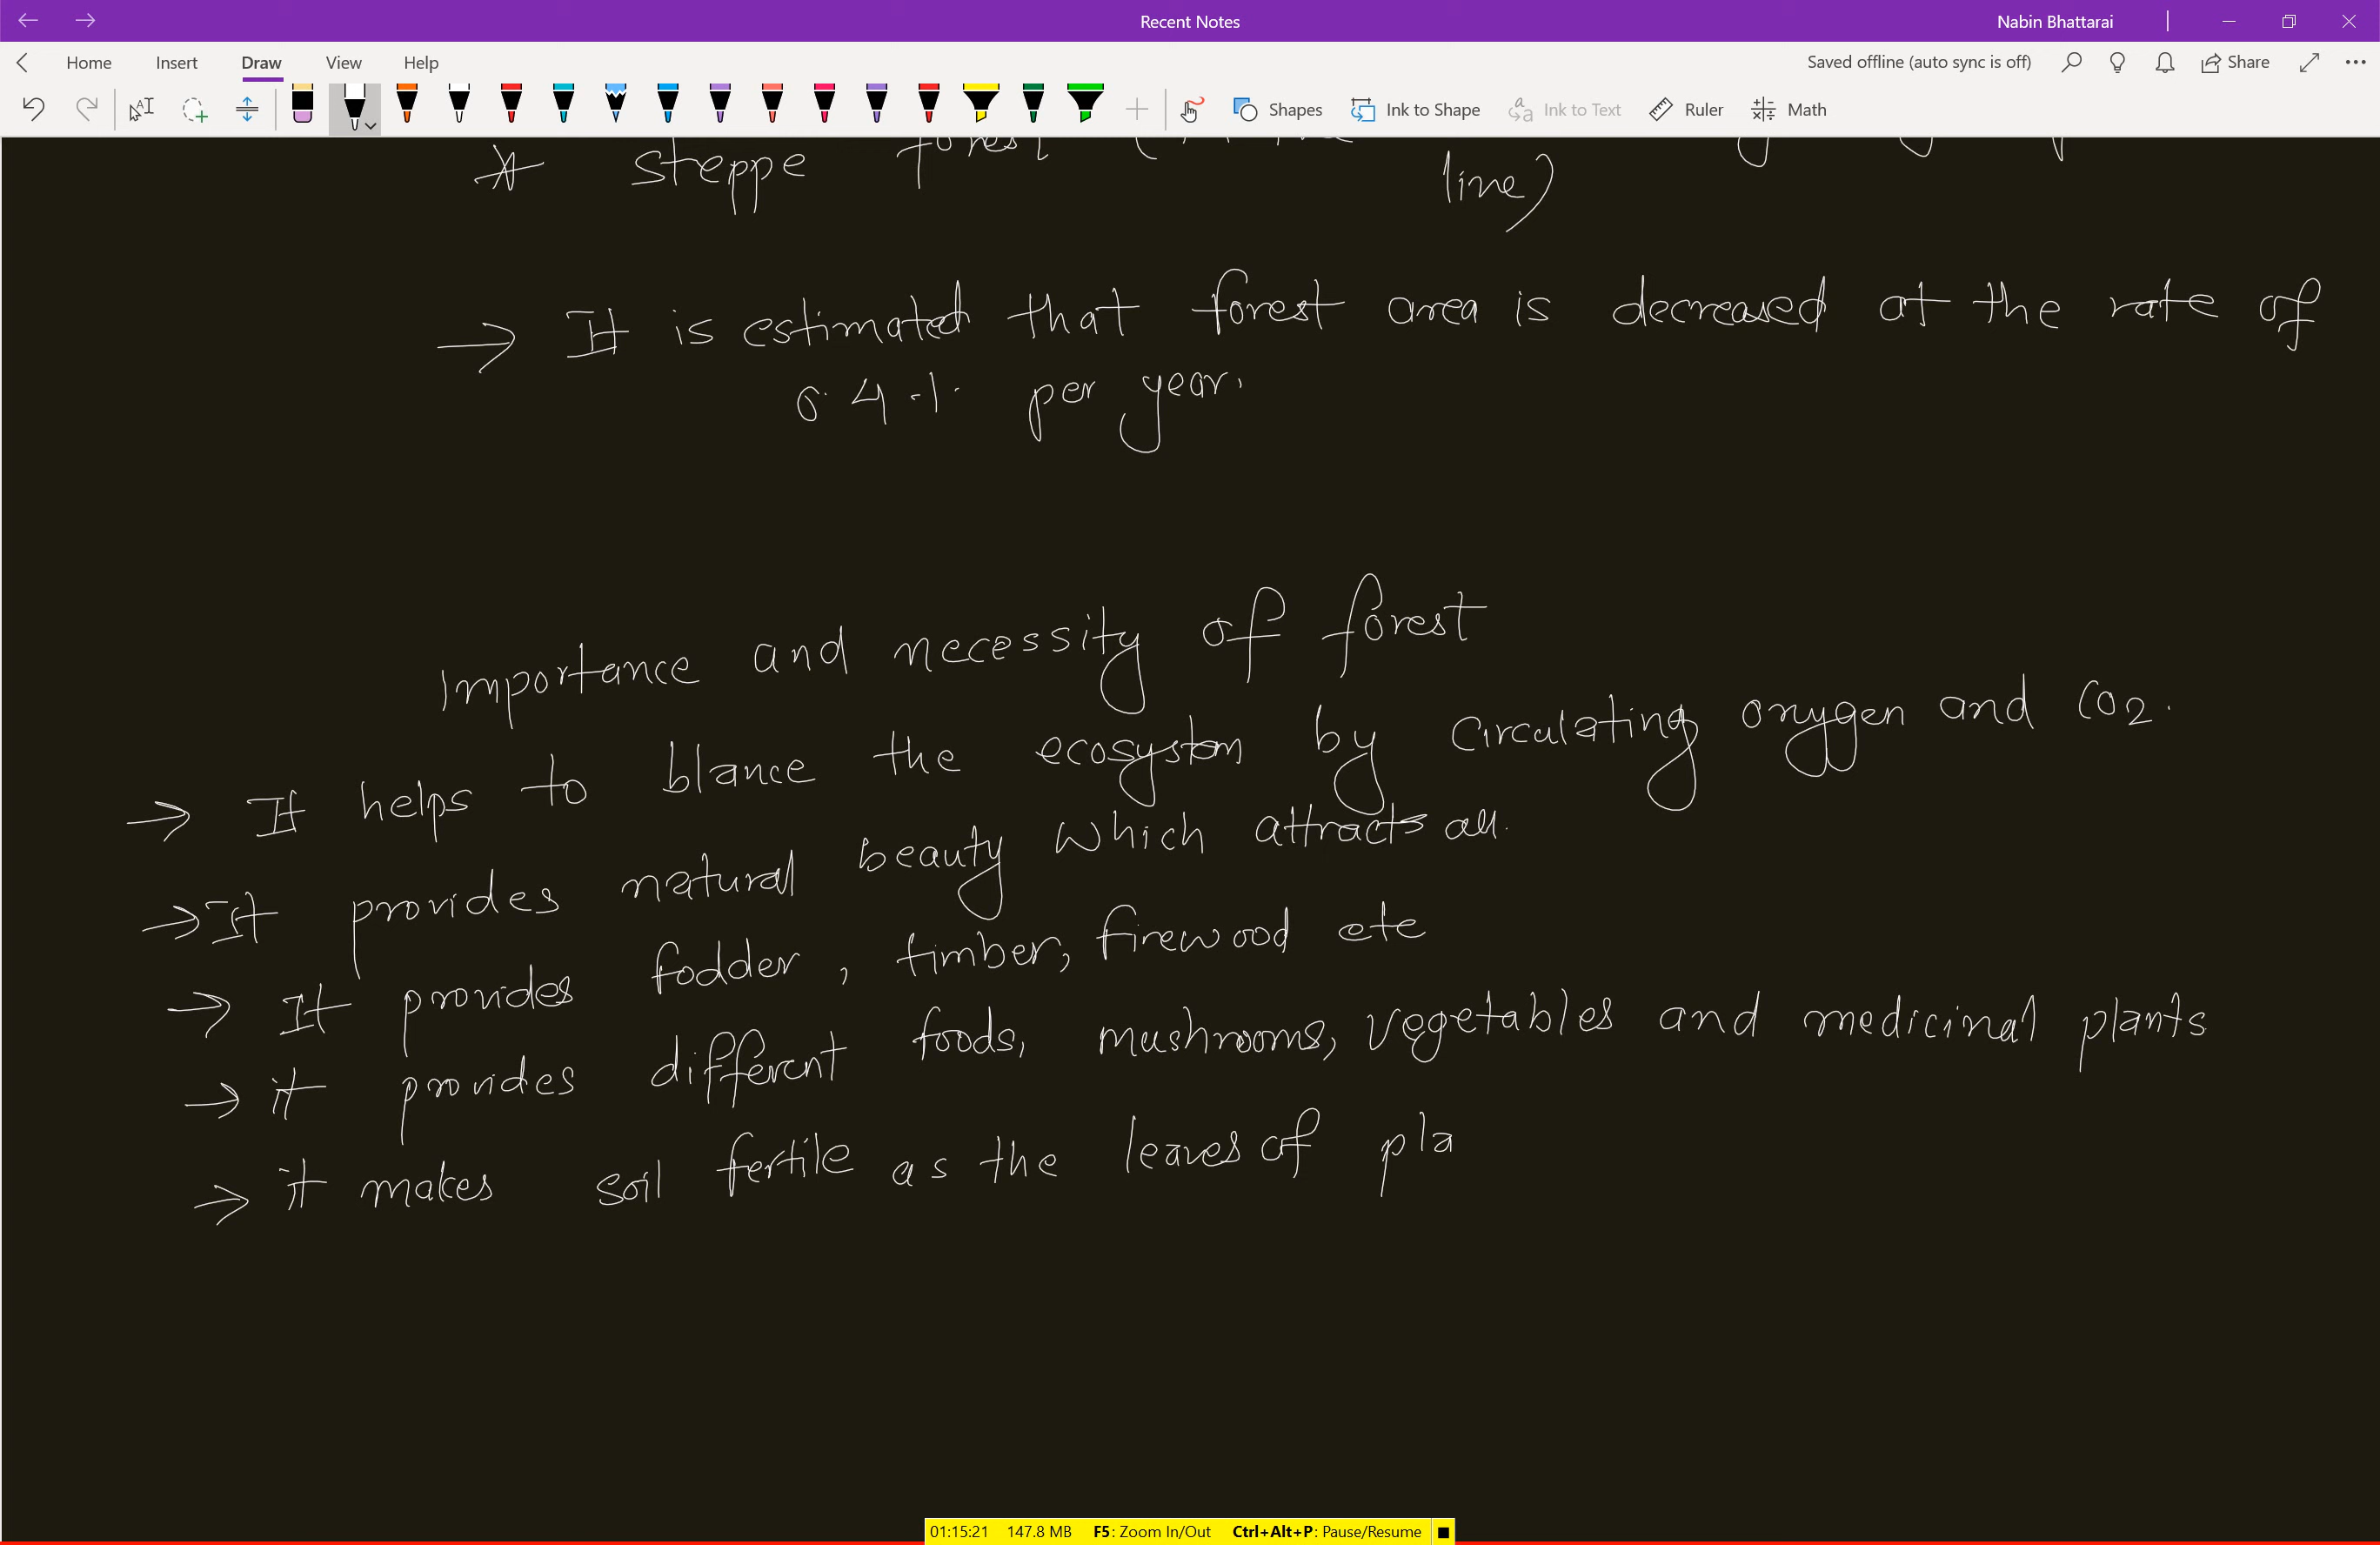 Recent Notes
Nabin Bhattarai
Home Insert Draw View Help
Saved offline (auto sync is off)
Share
Shapes Ink to Shape Ink to Text Ruler Math
* steppe forest (
line)
→ It is estimated that forest area is decreased at the rate of
0.4 % per year.
Importance and necessity of forest
→ It helps to blance the ecosystem by circulating oxygen and CO2.
→ It provides natural beauty which attracts all.
→ It provides fodder, timber, firewood etc
→ it provides different foods, mushrooms, vegetables and medicinal plants
→ it makes soil fertile as the leaves of pla
01:15:21 147.8 MB F5: Zoom In/Out Ctrl+Alt+P: Pause/Resume